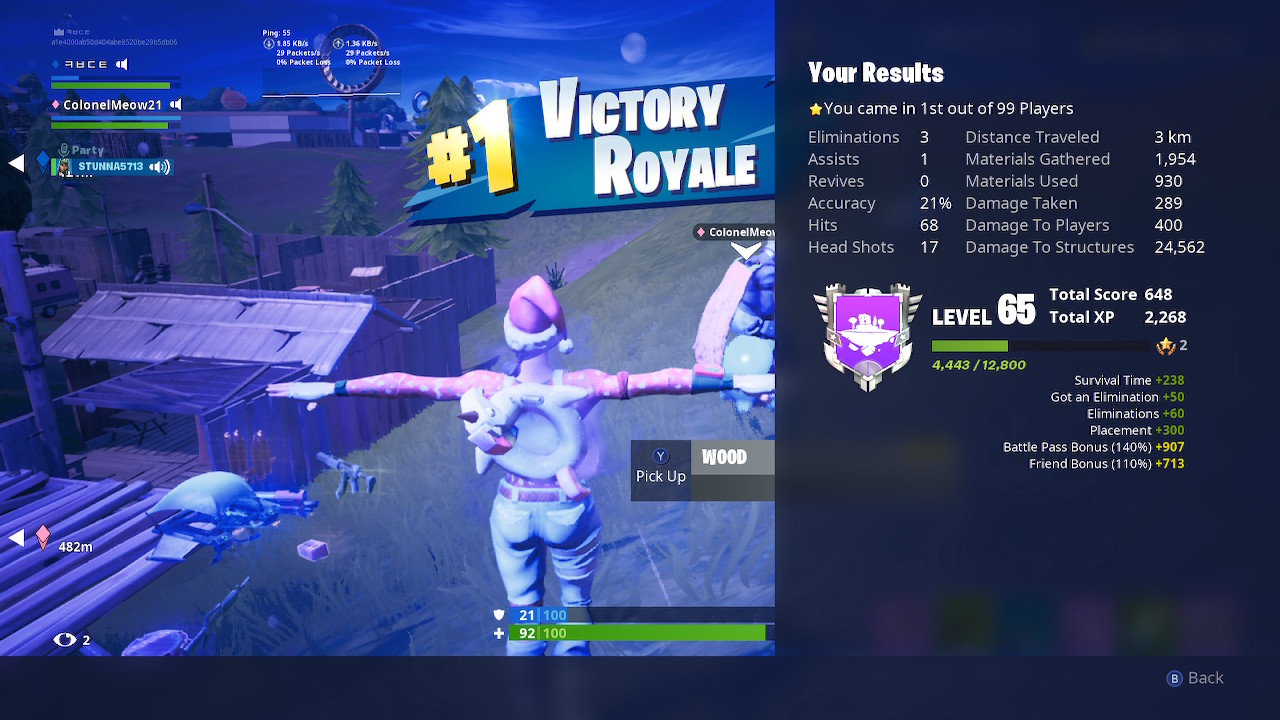 a1e4000ab50d404abe8520be29b5db06
Ping: 55
1.85 KB/s 1.36 KB/s
29 Packets/s 29 Packets/s
0% Packet Loss 0% Packet Loss
ColonelMeow21
Party
STUNNA5713
#1 VICTORY
ROYALE
ColonelMeow
Y
Pick Up
WOOD
482m
21 100
92 100
2
Your Results
You came in 1st out of 99 Players
Eliminations 3 Distance Traveled 3 km
Assists 1 Materials Gathered 1,954
Revives 0 Materials Used 930
Accuracy 21% Damage Taken 289
Hits 68 Damage To Players 400
Head Shots 17 Damage To Structures 24,562
LEVEL 65
Total Score 648
Total XP 2,268
2
4,443 / 12,800
Survival Time +238
Got an Elimination +50
Eliminations +60
Placement +300
Battle Pass Bonus (140%) +907
Friend Bonus (110%) +713
B Back